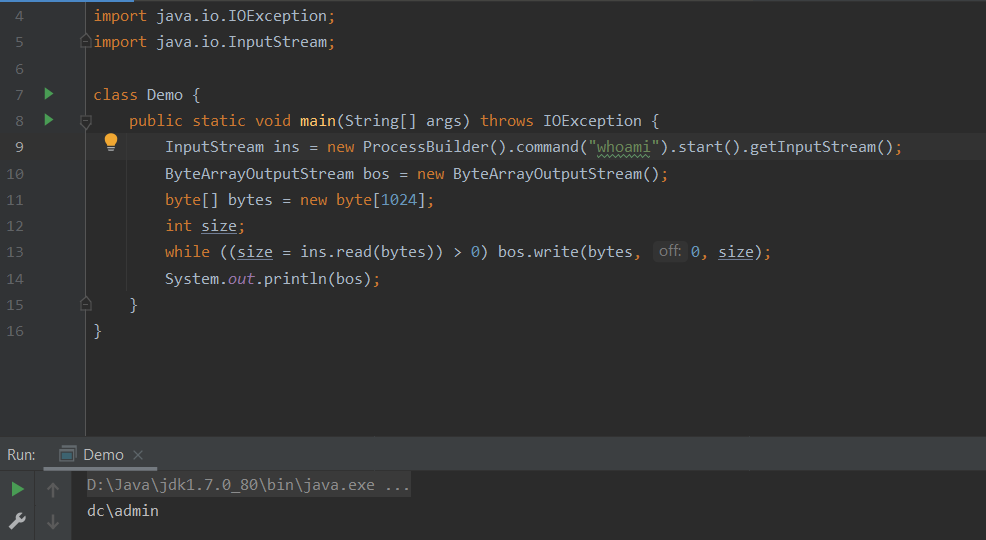 4 import java.io.IOException;
5 import java.io.InputStream;
6
7 class Demo {
8 public static void main(String[] args) throws IOException {
9 InputStream ins = new ProcessBuilder().command("whoami").start().getInputStream();
10 ByteArrayOutputStream bos = new ByteArrayOutputStream();
11 byte[] bytes = new byte[1024];
12 int size;
13 while ((size = ins.read(bytes)) > 0) bos.write(bytes, off: 0, size);
14 System.out.println(bos);
15 }
16 }
Run: Demo
D:\Java\jdk1.7.0_80\bin\java.exe ...
dc\admin